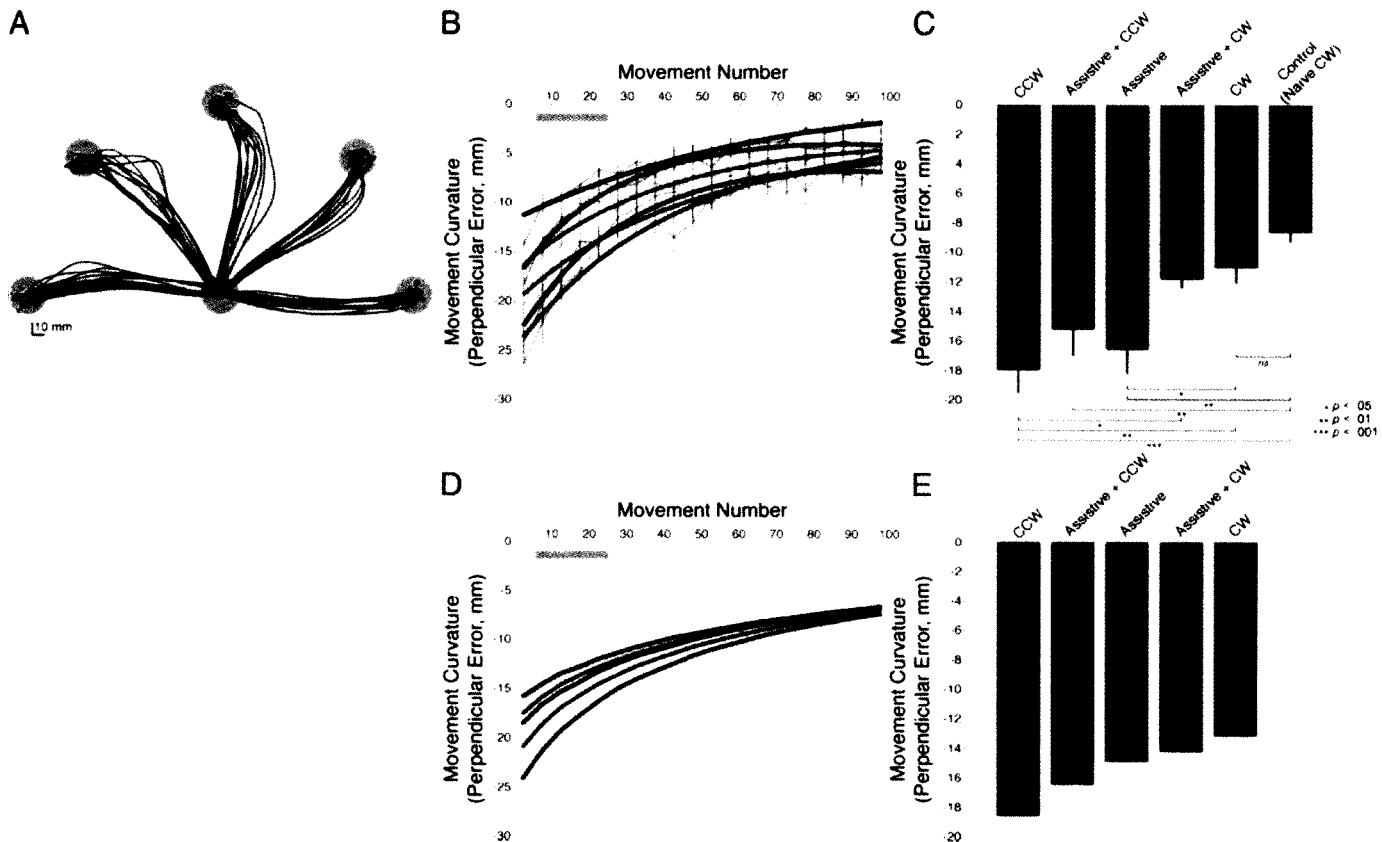 A
10 mm
B
Movement Number
10 20 30 40 50 60 70 80 90 100
0
-5
-10
-15
-20
25
-30
Movement Curvature
(Perpendicular Error, mm)
C
CCW
Assistive + CCW
Assistive
Assistive + CW
CW
Control
(Naive CW)
0
2
-4
-6
-8
-10
-12
14
16
-18
-20
Movement Curvature
(Perpendicular Error, mm)
ns
*
**
**
**
*
**
***
* p < 05
** p < 01
*** p < 001
D
Movement Number
10 20 30 40 50 60 70 80 90 100
0
-5
-10
-15
20
25
-30
Movement Curvature
(Perpendicular Error, mm)
E
CCW
Assistive + CCW
Assistive
Assistive + CW
CW
0
-2
-4
-6
-8
-10
-12
-14
16
-18
-20
Movement Curvature
(Perpendicular Error, mm)